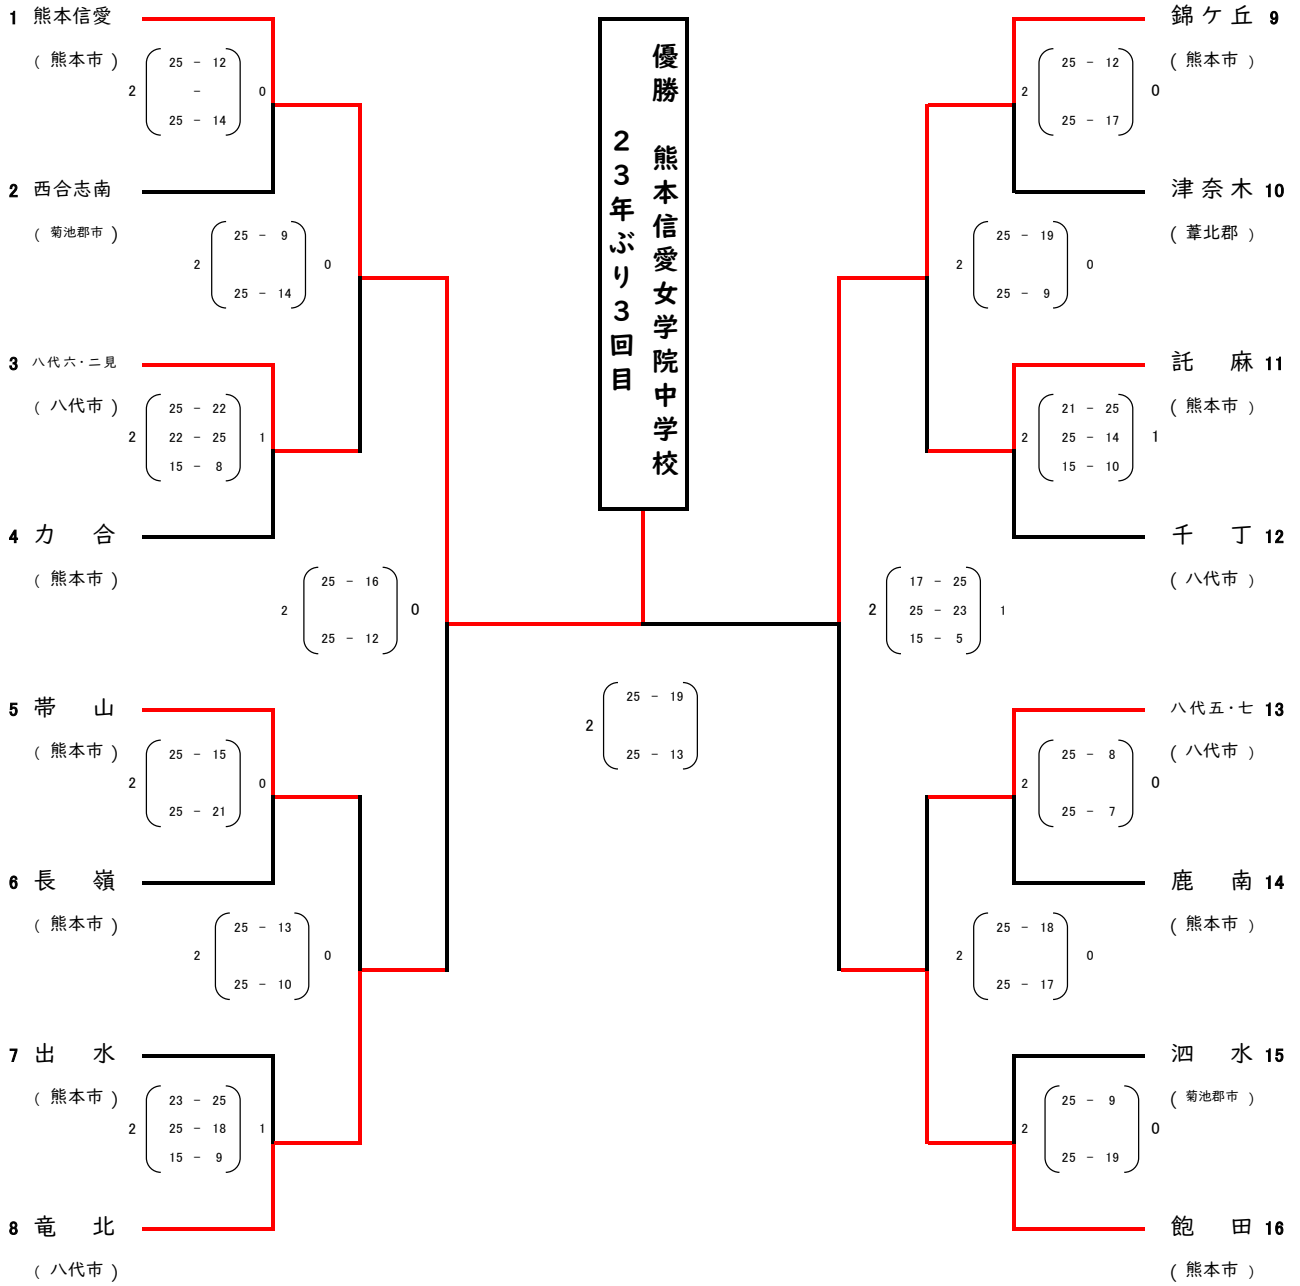 1 熊本信愛
( 熊本市 )
2
25 - 12
-
25 - 14
0
2 西合志南
( 菊池郡市 )
2
25 - 9
25 - 14
0
3 八代六・二見
( 八代市 )
2
25 - 22
22 - 25
15 - 8
1
4 力 合
( 熊本市 )
2
25 - 16
25 - 12
0
5 帯 山
( 熊本市 )
2
25 - 15
25 - 21
0
6 長 嶺
( 熊本市 )
2
25 - 13
25 - 10
0
7 出 水
( 熊本市 )
2
23 - 25
25 - 18
15 - 9
1
8 竜 北
( 八代市 )
優勝 熊本信愛女学院中学校
23年ぶり3回目
2
25 - 19
25 - 13
錦ケ丘 9
( 熊本市 )
2
25 - 12
25 - 17
0
津奈木 10
( 葦北郡 )
2
25 - 19
25 - 9
0
託 麻 11
( 熊本市 )
2
21 - 25
25 - 14
15 - 10
1
千 丁 12
( 八代市 )
2
17 - 25
25 - 23
15 - 5
1
八代五・七 13
( 八代市 )
2
25 - 8
25 - 7
0
鹿 南 14
( 熊本市 )
2
25 - 18
25 - 17
0
泗 水 15
( 菊池郡市 )
2
25 - 9
25 - 19
0
飽 田 16
( 熊本市 )